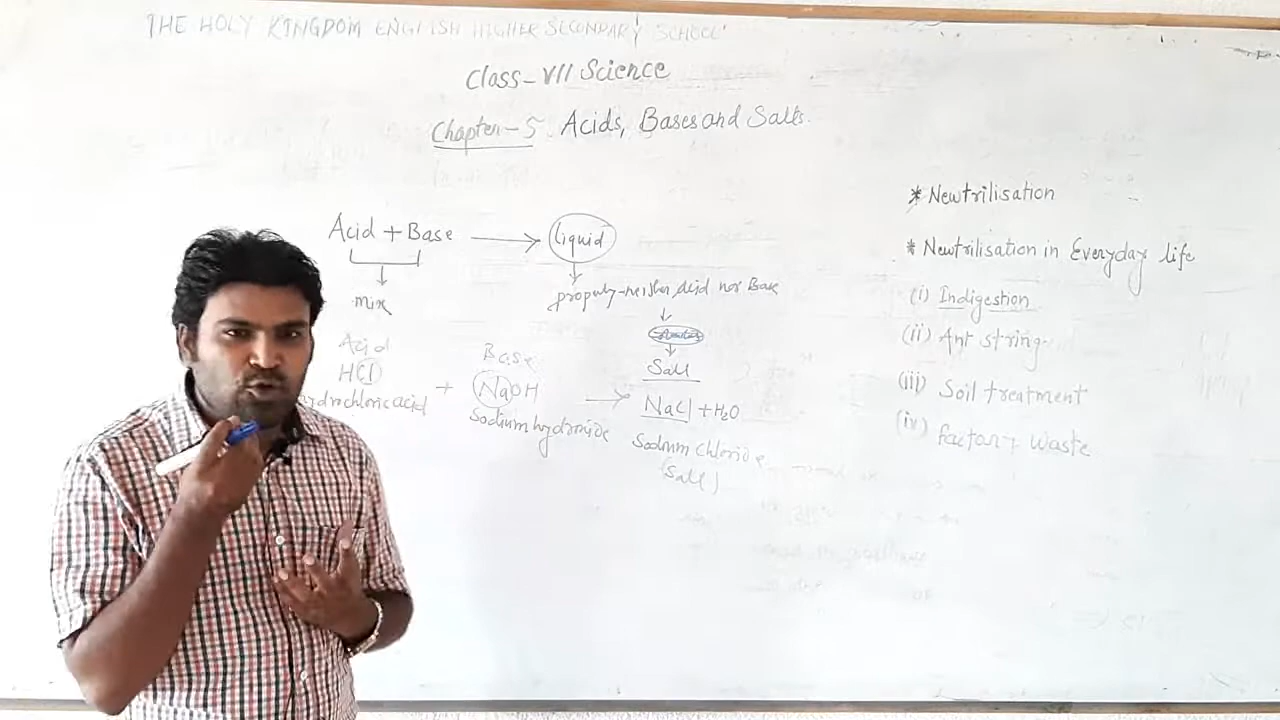 THE HOLY KINGDOM ENGLISH HIGHER SECONDARY SCHOOL
Class-VII Science
Chapter-5. Acids, Bases and Salts.
Acid + Base → Liquid
mix
property-neither acid nor Base
Salt
Acid
HCl
hydrochloric acid
+
Base
NaOH
Sodium hydroxide
→ NaCl + H₂O
Sodium chloride
(Salt)
* Newtrilisation
* Newtrilisation in Everyday life
(i) Indigestion
(ii) Ant string
(iii) Soil treatment
(iv) factory waste